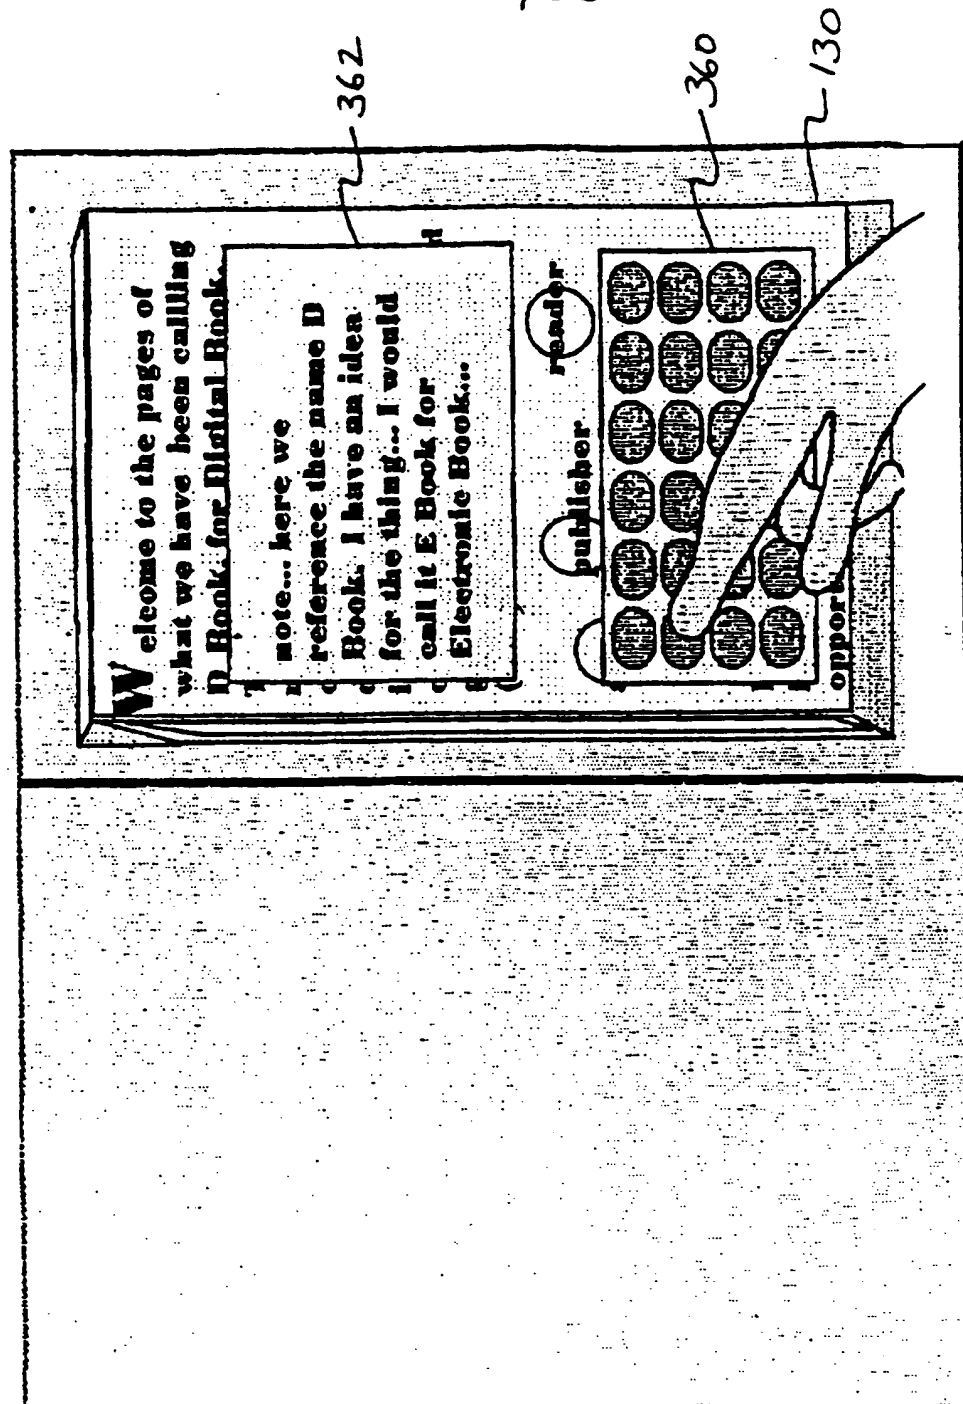 Welcome to the pages of
what we have been callling
D Book, for Digital Book.
note... here we
reference the name D
Book. I have an idea
for the thing... I would
call it E Book for
Electronic Book...
publisher
reader
opport
362
360
130